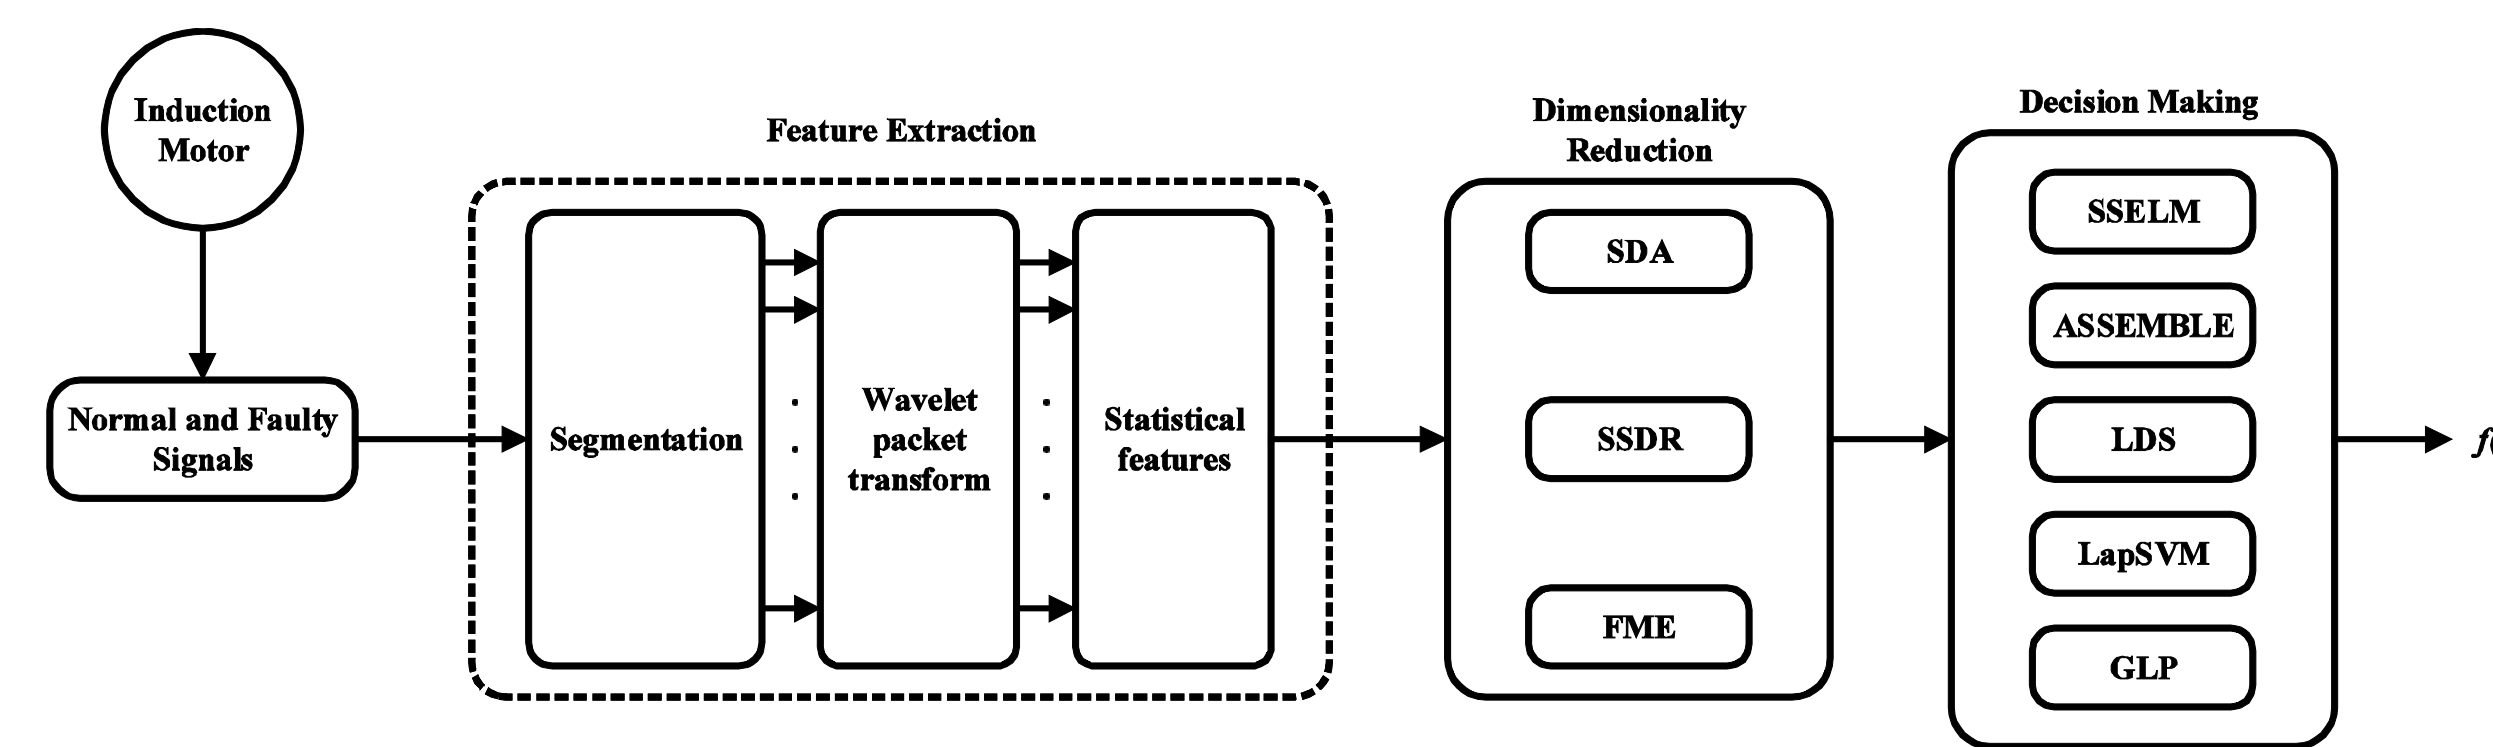 Induction
Motor
Normal and Faulty
Signals
Feature Extraction
Segmentation
Wavelet
packet
transform
Statistical
features
Dimensionality
Reduction
SDA
SSDR
FME
Decision Making
SSELM
ASSEMBLE
LDS
LapSVM
GLP